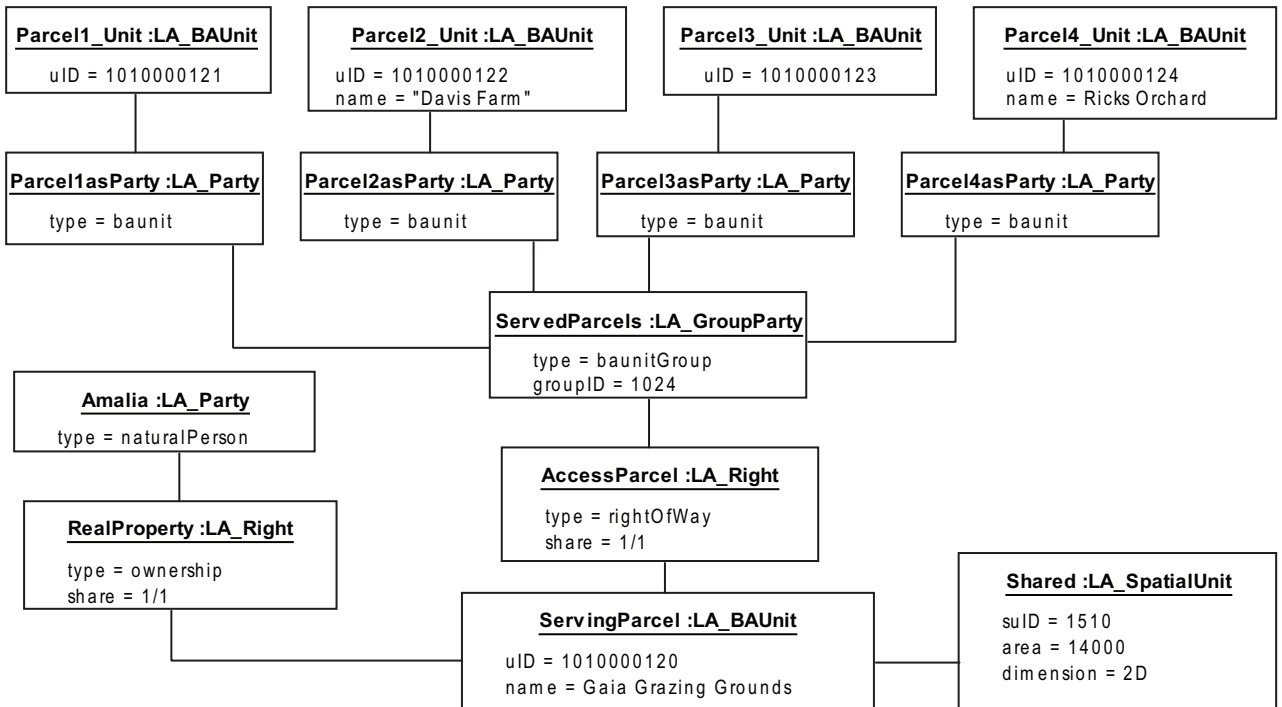 Parcel1_Unit :LA_BAUnit
uID = 1010000121
Parcel2_Unit :LA_BAUnit
uID = 1010000122
name = "Davis Farm"
Parcel3_Unit :LA_BAUnit
uID = 1010000123
Parcel4_Unit :LA_BAUnit
uID = 1010000124
name = Ricks Orchard
Parcel1asParty :LA_Party
type = baunit
Parcel2asParty :LA_Party
type = baunit
Parcel3asParty :LA_Party
type = baunit
Parcel4asParty :LA_Party
type = baunit
ServedParcels :LA_GroupParty
type = baunitGroup
groupID = 1024
Amalia :LA_Party
type = naturalPerson
AccessParcel :LA_Right
type = rightOfWay
share = 1/1
RealProperty :LA_Right
type = ownership
share = 1/1
ServingParcel :LA_BAUnit
uID = 1010000120
name = Gaia Grazing Grounds
Shared :LA_SpatialUnit
suID = 1510
area = 14000
dimension = 2D